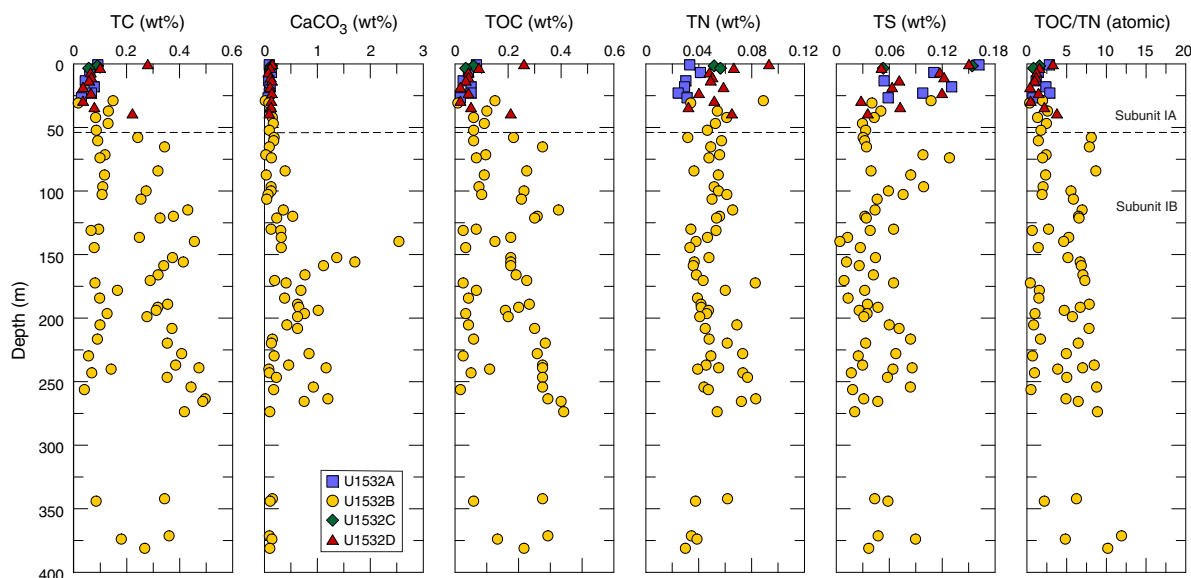 TC (wt%) CaCO3 (wt%) TOC (wt%) TN (wt%) TS (wt%) TOC/TN (atomic)
0 0.2 0.4 0.6 0 1 2 3 0 0.2 0.4 0.6 0 0.04 0.08 0.12 0 0.06 0.12 0.18 0 5 10 15 20
0
50
100
150
200
250
300
350
400
Depth (m)
Subunit IA
Subunit IB
U1532A
U1532B
U1532C
U1532D